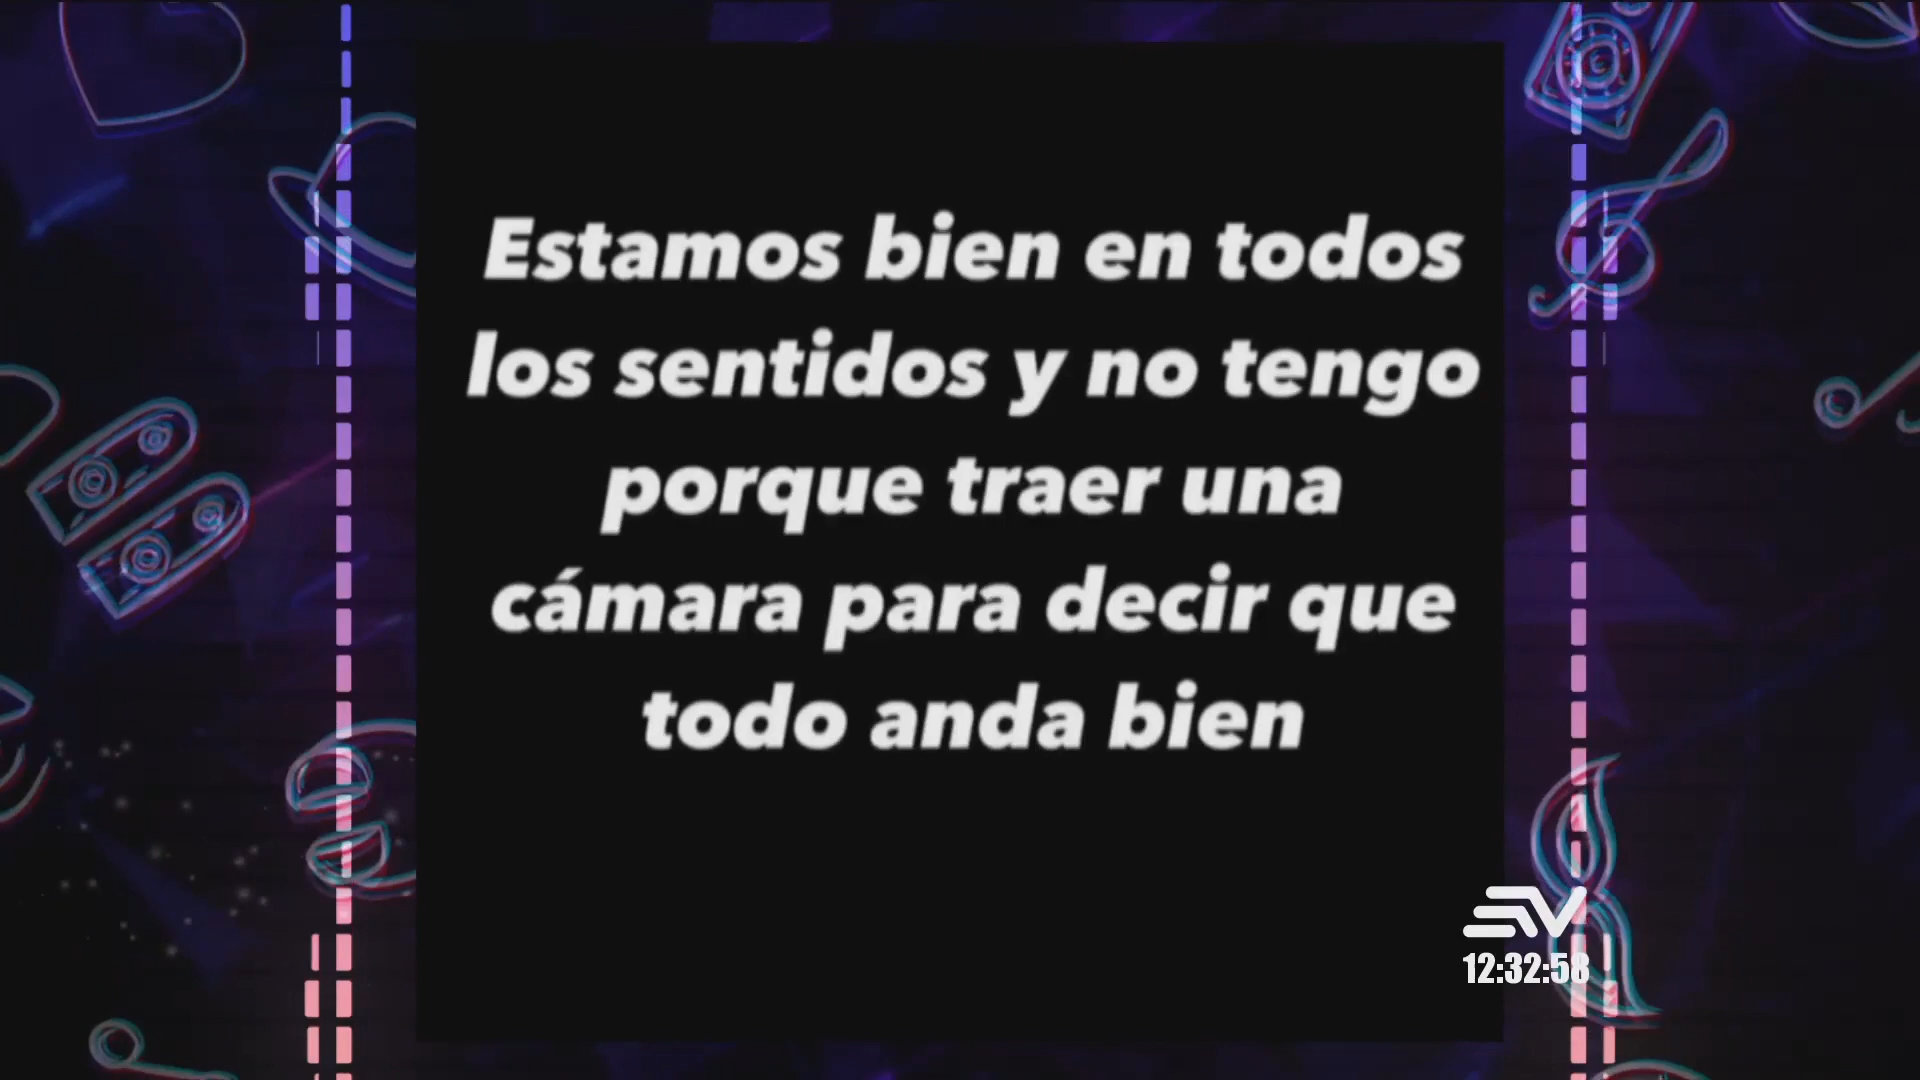 Estamos bien en todos
los sentidos y no tengo
porque traer una
cámara para decir que
todo anda bien
12:32:58